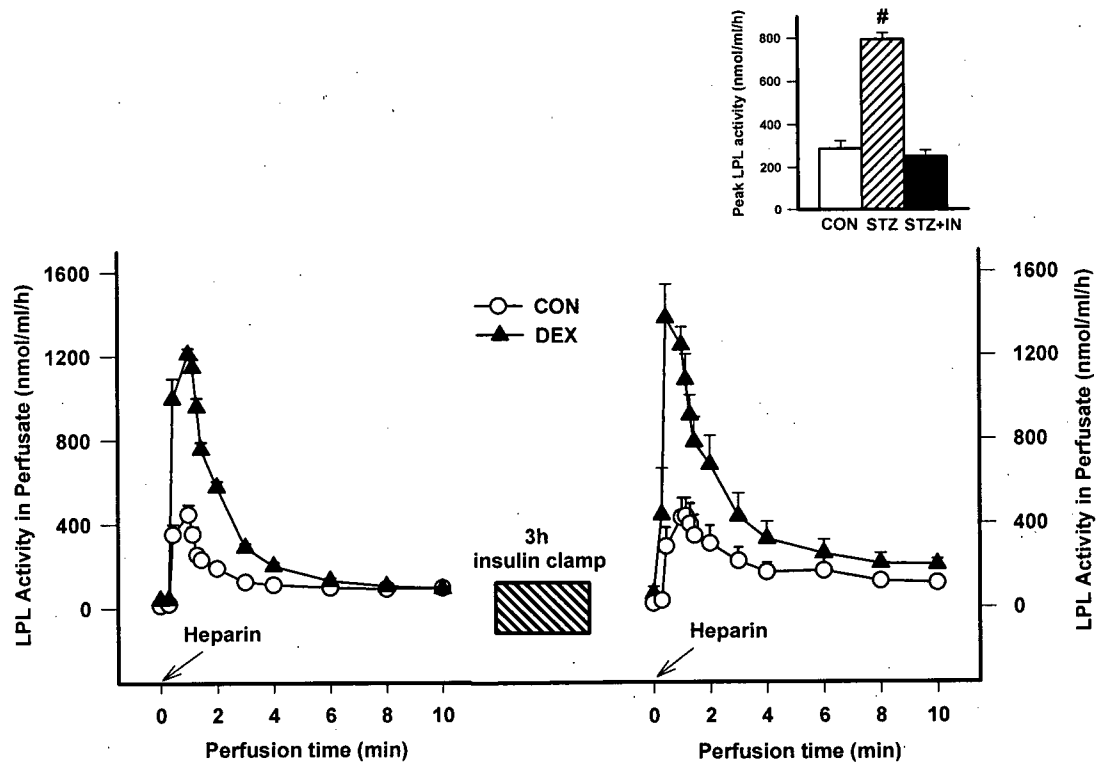 #
Peak LPL activity (nmol/ml/h)
800
600
400
200
0
CON STZ STZ+IN
LPL Activity in Perfusate (nmol/ml/h)
1600
1200
800
400
0
CON
DEX
3h
insulin clamp
Heparin
0 2 4 6 8 10
Perfusion time (min)
1600
1200
800
400
0
LPL Activity in Perfusate (nmol/ml/h)
Heparin
0 2 4 6 8 10
Perfusion time (min)